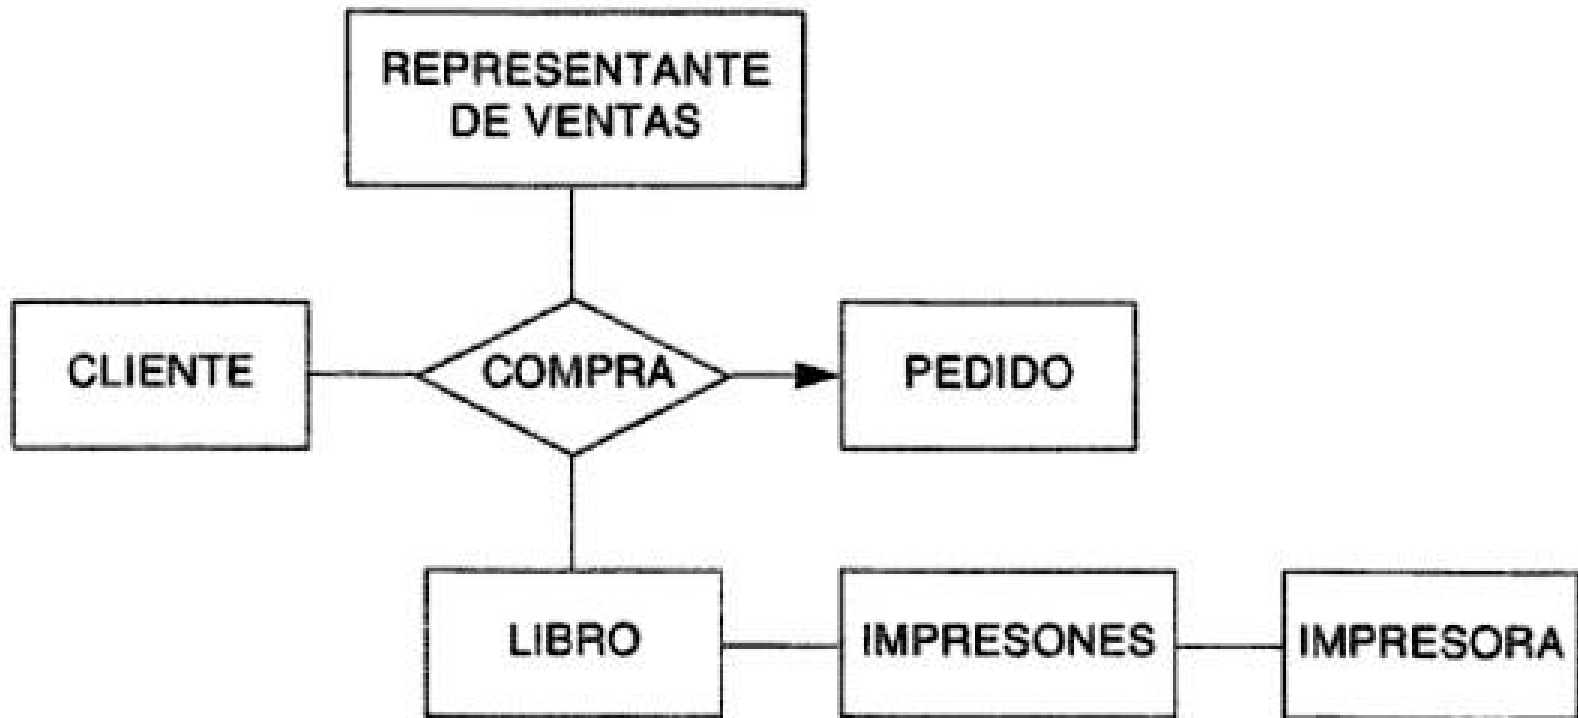 REPRESENTANTE
DE VENTAS
CLIENTE
COMPRA
PEDIDO
LIBRO
IMPRESONES
IMPRESORA